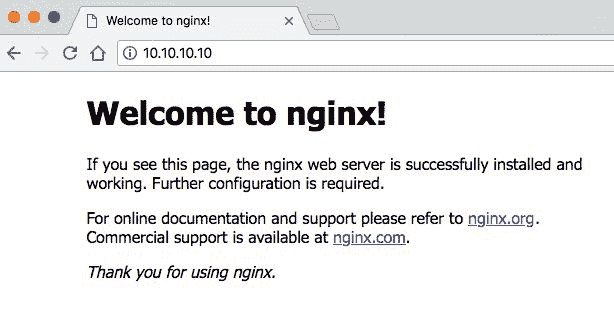 Welcome to nginx!
10.10.10.10
Welcome to nginx!
If you see this page, the nginx web server is successfully installed and
working. Further configuration is required.
For online documentation and support please refer to nginx.org.
Commercial support is available at nginx.com.
Thank you for using nginx.